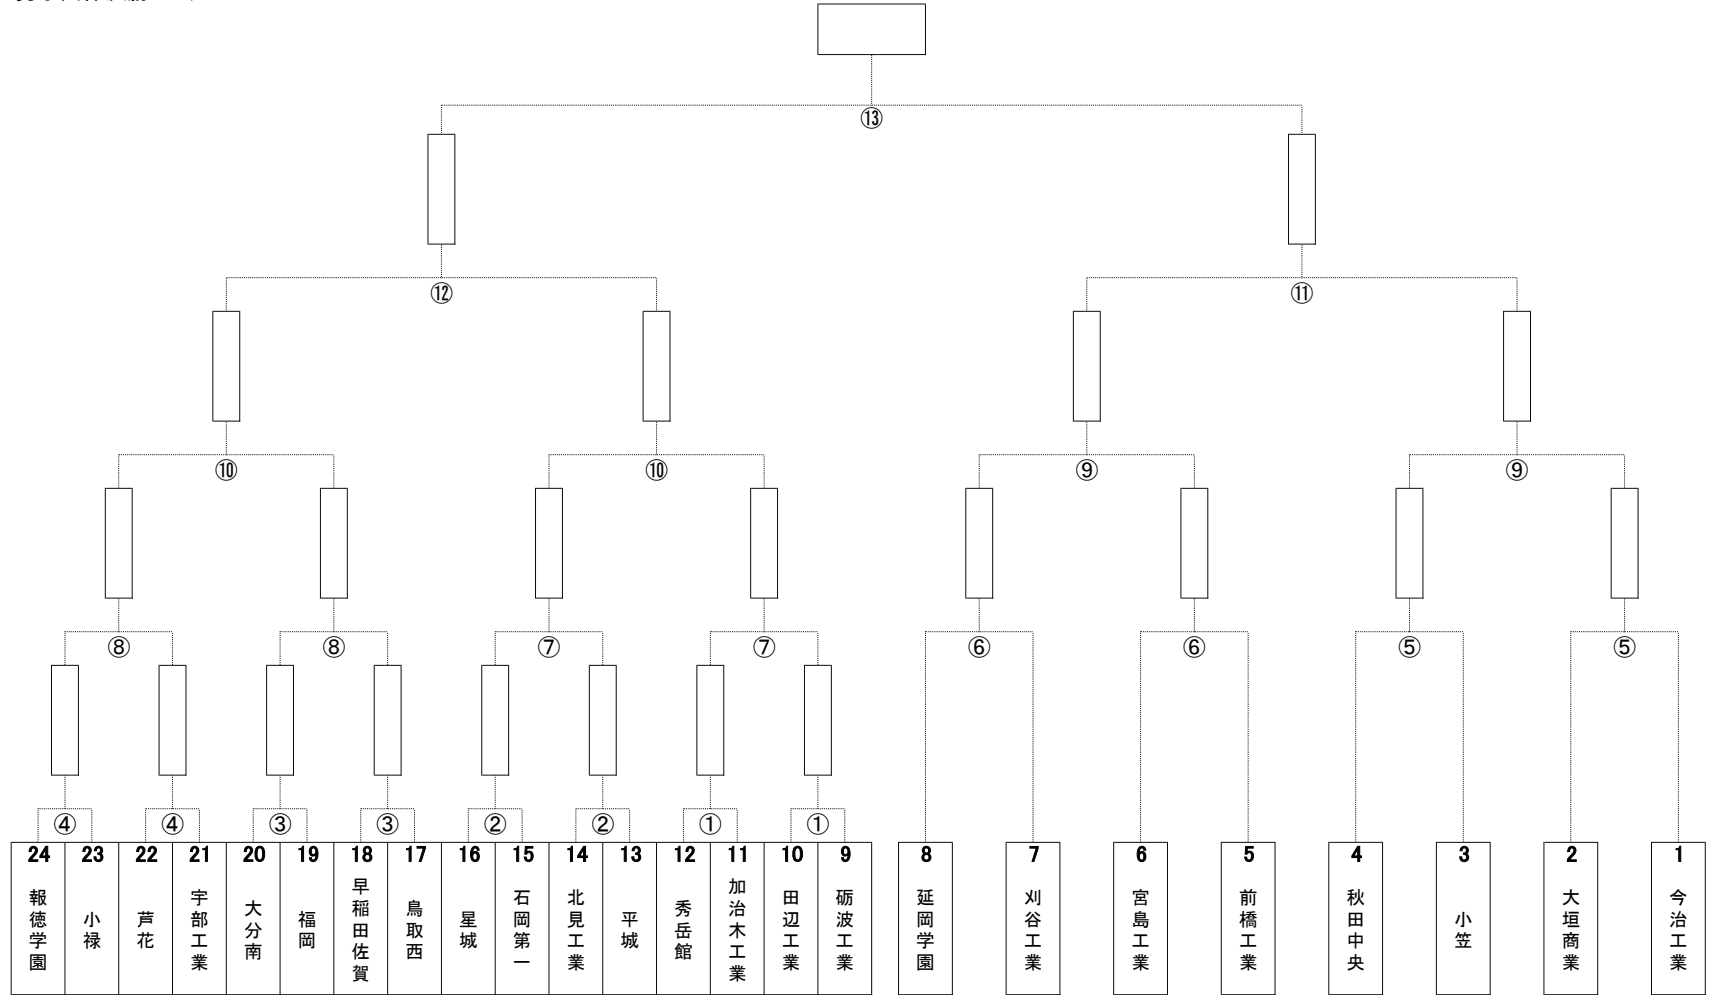 ⑬
⑫ ⑪
⑩ ⑩ ⑨ ⑨
⑧ ⑧ ⑦ ⑦ ⑥ ⑥ ⑤ ⑤
④ ④ ③ ③ ② ② ① ①
24 23 22 21 20 19 18 17 16 15 14 13 12 11 10 9 8 7 6 5 4 3 2 1
報徳学園
小禄
芦花
宇部工業
大分南
福岡
早稲田佐賀
鳥取西
星城
石岡第一
北見工業
平城
秀岳館
加治木工業
田辺工業
砺波工業
延岡学園
刈谷工業
宮島工業
前橋工業
秋田中央
小笠
大垣商業
今治工業